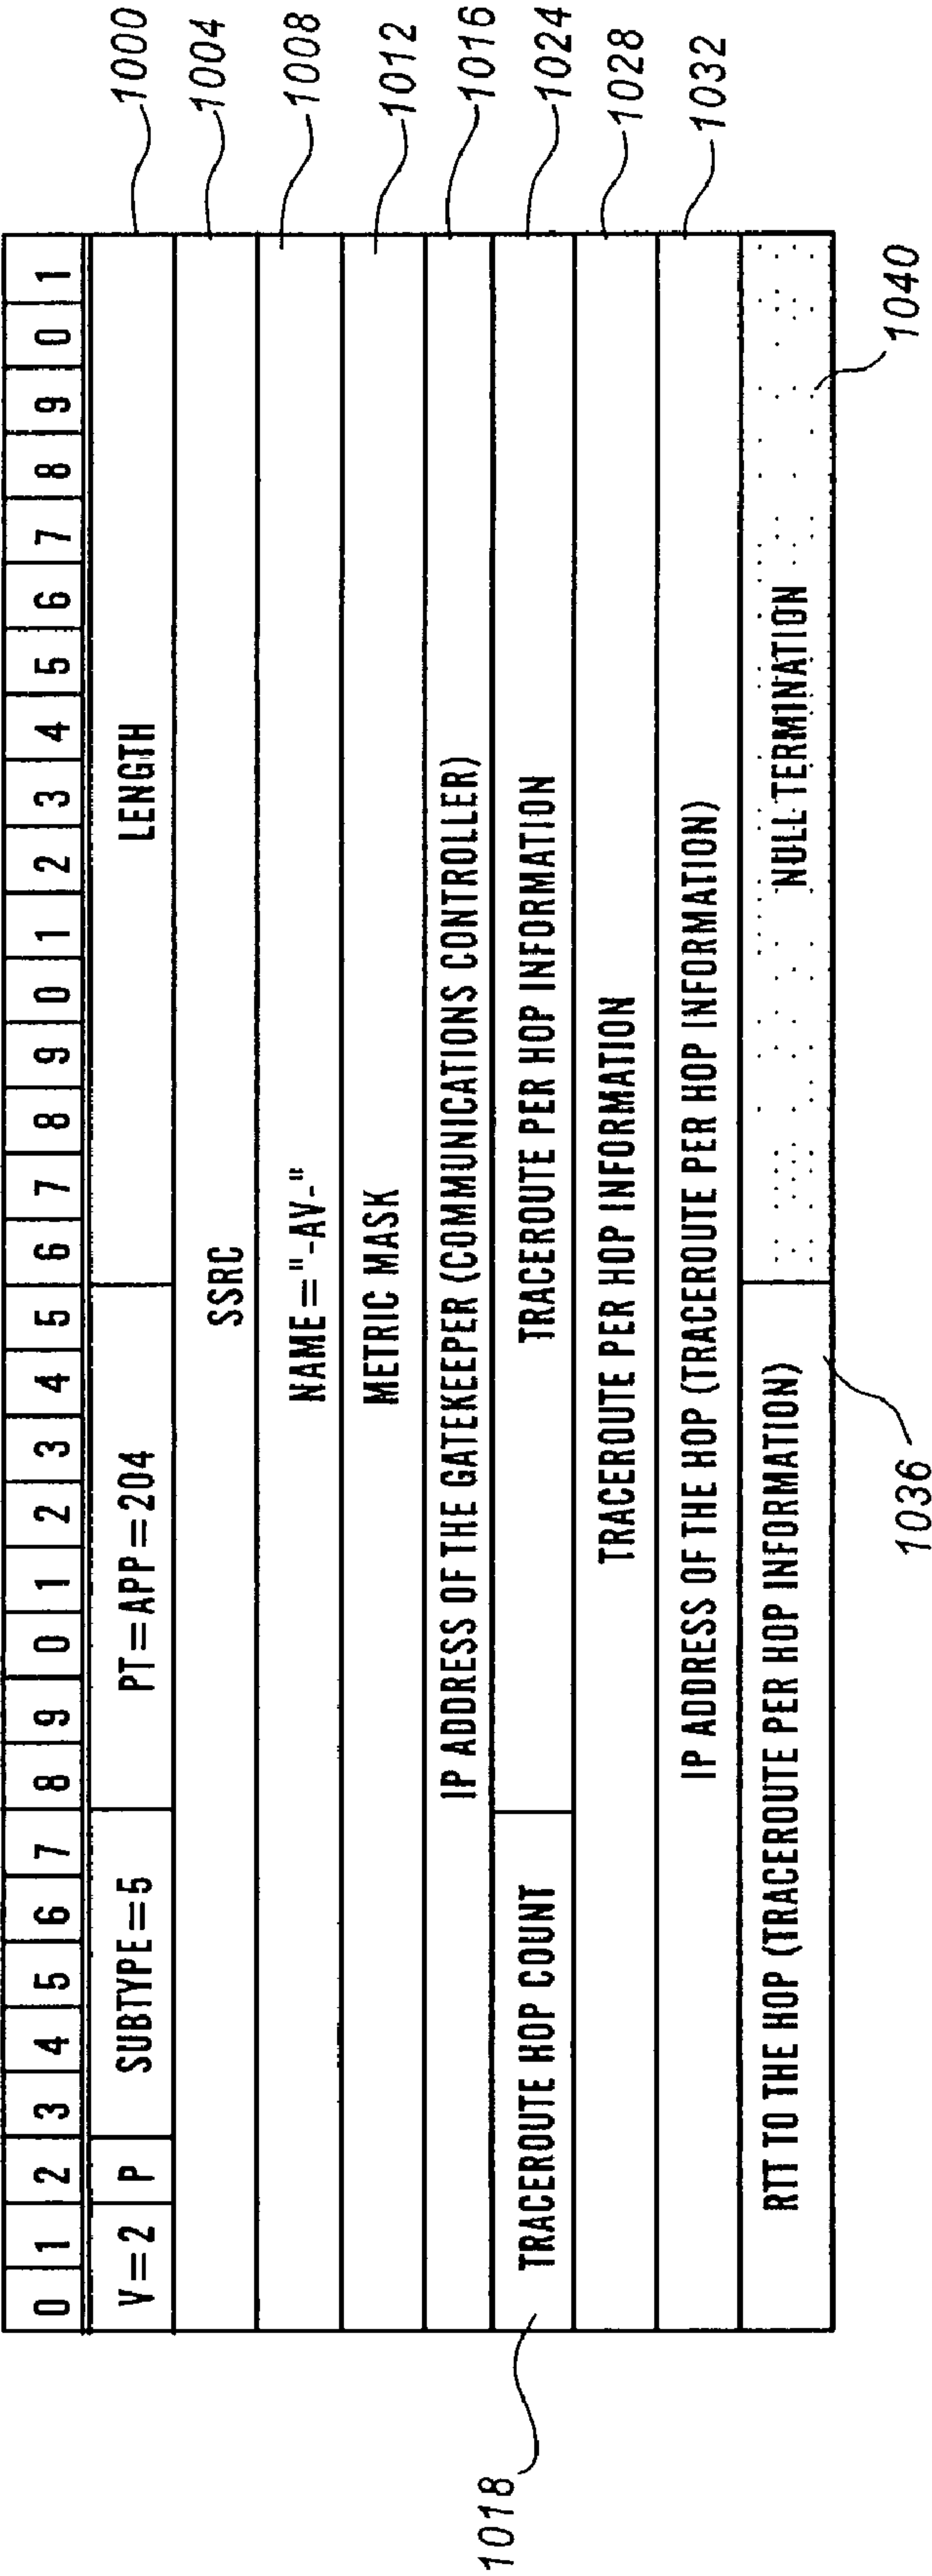 0 1 2 3 4 5 6 7 8 9 0 1 2 3 4 5 6 7 8 9 0 1 2 3 4 5 6 7 8 9 0 1
V=2 P SUBTYPE=5 PT=APP=204 LENGTH 1000
SSRC 1004
NAME="-AV-" 1008
METRIC MASK 1012
IP ADDRESS OF THE GATEKEEPER (COMMUNICATIONS CONTROLLER) 1016
1018 TRACEROUTE HOP COUNT TRACEROUTE PER HOP INFORMATION 1024
TRACEROUTE PER HOP INFORMATION 1028
IP ADDRESS OF THE HOP (TRACEROUTE PER HOP INFORMATION) 1032
RTT TO THE HOP (TRACEROUTE PER HOP INFORMATION) NULL TERMINATION
1036 1040